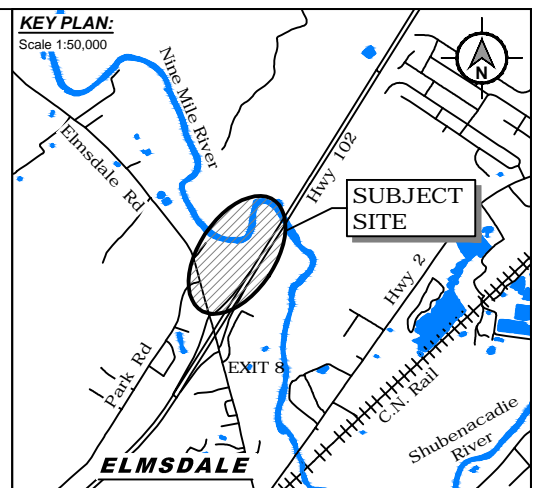 KEY PLAN:
Scale 1:50,000
N
Nine Mile River
Elmsdale Rd
Hwy 102
SUBJECT
SITE
Hwy 2
EXIT 8
Park Rd
C.N. Rail
Shubenacadie
River
ELMSDALE